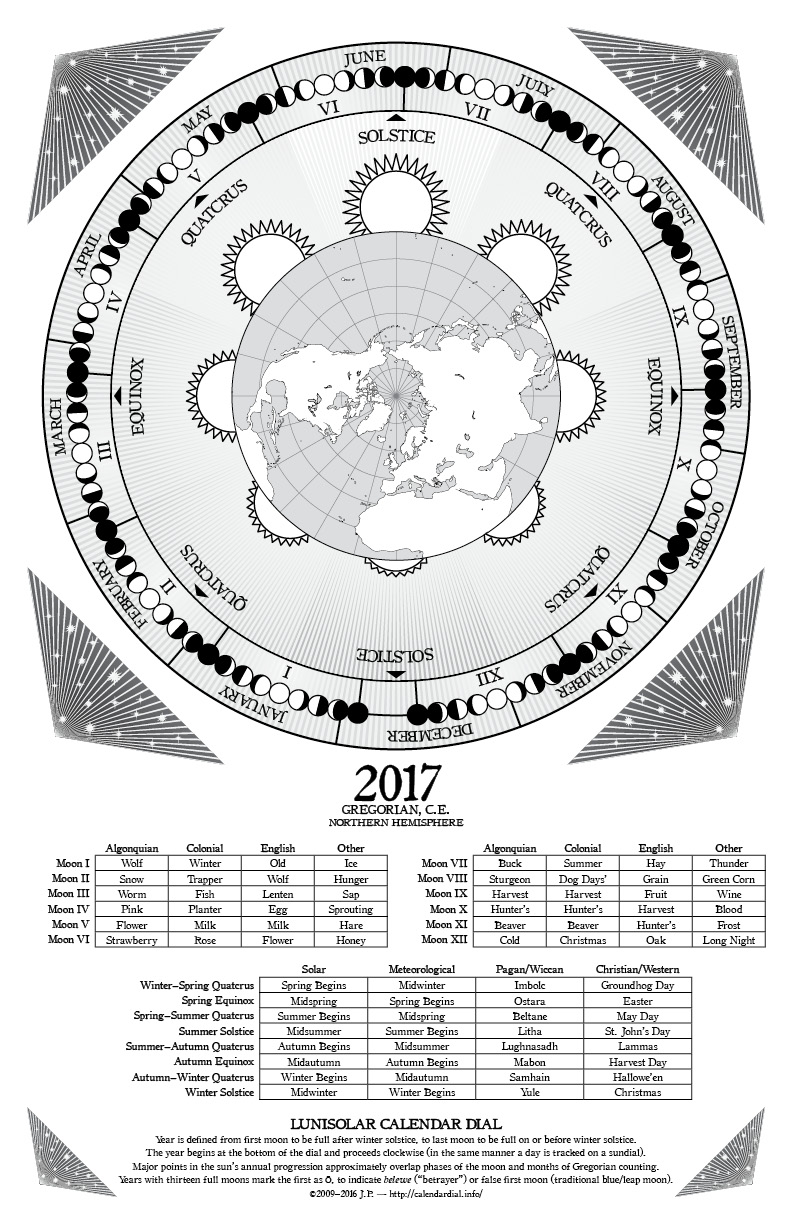 JUNE
JULY
AUGUST
SEPTEMBER
OCTOBER
NOVEMBER
DECEMBER
JANUARY
FEBRUARY
MARCH
APRIL
MAY
VI
VII
VIII
IX
X
XI
XII
I
II
III
IV
V
SOLSTICE
QUATCRUS
EQUINOX
QUATCRUS
SOLSTICE
QUATCRUS
EQUINOX
QUATCRUS
2017
GREGORIAN, C.E.
NORTHERN HEMISPHERE
Algonquian Colonial English Other
Moon I Wolf Winter Old Ice
Moon II Snow Trapper Wolf Hunger
Moon III Worm Fish Lenten Sap
Moon IV Pink Planter Egg Sprouting
Moon V Flower Milk Milk Hare
Moon VI Strawberry Rose Flower Honey
Algonquian Colonial English Other
Moon VII Buck Summer Hay Thunder
Moon VIII Sturgeon Dog Days' Grain Green Corn
Moon IX Harvest Harvest Fruit Wine
Moon X Hunter's Hunter's Harvest Blood
Moon XI Beaver Beaver Hunter's Frost
Moon XII Cold Christmas Oak Long Night
Solar Meteorological Pagan/Wiccan Christian/Western
Winter–Spring Quatcrus Spring Begins Midwinter Imbolc Groundhog Day
Spring Equinox Midspring Spring Begins Ostara Easter
Spring–Summer Quatcrus Summer Begins Midspring Beltane May Day
Summer Solstice Midsummer Summer Begins Litha St. John's Day
Summer–Autumn Quatcrus Autumn Begins Midsummer Lughnasadh Lammas
Autumn Equinox Midautumn Autumn Begins Mabon Harvest Day
Autumn–Winter Quatcrus Winter Begins Midautumn Samhain Hallowe'en
Winter Solstice Midwinter Winter Begins Yule Christmas
LUNISOLAR CALENDAR DIAL
Year is defined from first moon to be full after winter solstice, to last moon to be full on or before winter solstice.
The year begins at the bottom of the dial and proceeds clockwise (in the same manner a day is tracked on a sundial).
Major points in the sun's annual progression approximately overlap phases of the moon and months of Gregorian counting.
Years with thirteen full moons mark the first as O, to indicate belewe ("betrayer") or false first moon (traditional blue/leap moon).
©2009–2016 J.P. — http://calendardial.info/